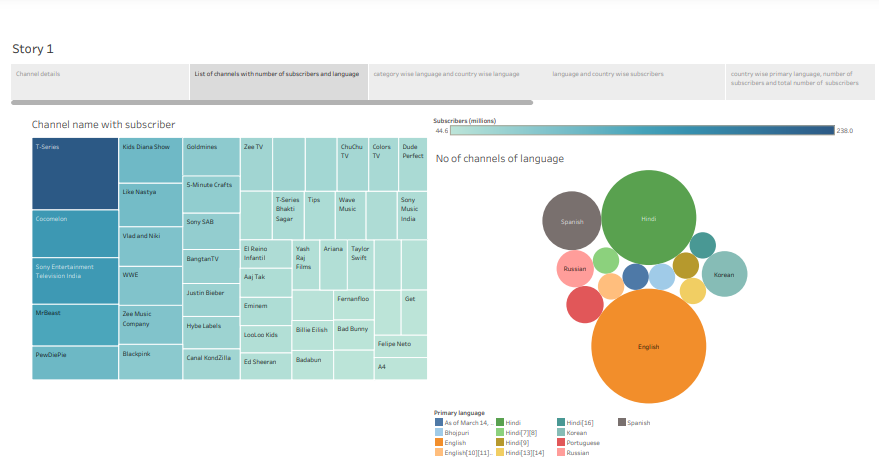 Story 1
Channel details
List of channels with number of subscribers and language
category wise language and country wise language
language and country wise subscribers
country wise primary language, number of
subscribers and total number of subscribers
Channel name with subscriber
T-Series
Cocomelon
Sony Entertainment
Television India
MrBeast
PewDiePie
Kids Diana Show
Like Nastya
Vlad and Niki
WWE
Zee Music
Company
Blackpink
Goldmines
5-Minute Crafts
Sony SAB
BangtanTV
Justin Bieber
Hybe Labels
Canal KondZilla
Zee TV
ChuChu
TV
Colors
TV
Dude
Perfect
T-Series
Bhakti
Sagar
Tips
Wave
Music
Sony
Music
India
El Reino
Infantil
Aaj Tak
Eminem
LooLoo Kids
Ed Sheeran
Yash
Raj
Films
Ariana
Taylor
Swift
Billie Eilish
Badabun
Fernanfloo
Bad Bunny
Get
Felipe Neto
A4
Subscribers (millions)
44.6
238.0
No of channels of language
Spanish
Hindi
Russian
Korean
English
Primary language
As of March 14, ..
Bhojpuri
English
English[10][11]..
Hindi
Hindi[7][8]
Hindi[9]
Hindi[13][14]
Hindi[16]
Korean
Portuguese
Russian
Spanish